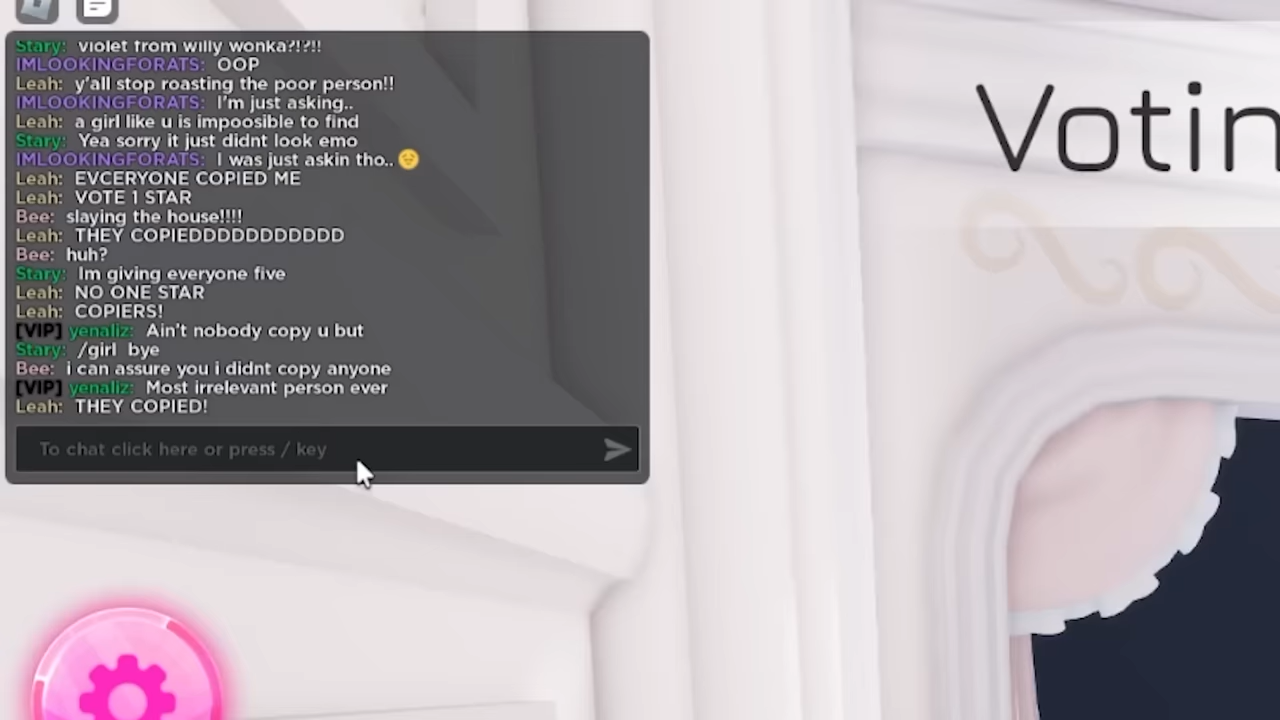 Stary: violet from willy wonka?!?!!
IMLOOKINGFORATS: OOP
Leah: y'all stop roasting the poor person!!
IMLOOKINGFORATS: I'm just asking..
Leah: a girl like u is impoosible to find
Stary: Yea sorry it just didnt look emo
IMLOOKINGFORATS: I was just askin tho.. 😔
Leah: EVCERYONE COPIED ME
Leah: VOTE 1 STAR
Bee: slaying the house!!!!
Leah: THEY COPIEDDDDDDDDDDD
Bee: huh?
Stary: Im giving everyone five
Leah: NO ONE STAR
Leah: COPIERS!
[VIP] yenaliz: Ain't nobody copy u but
Stary: /girl bye
Bee: i can assure you i didnt copy anyone
[VIP] yenaliz: Most irrelevant person ever
Leah: THEY COPIED!
To chat click here or press / key
Votin